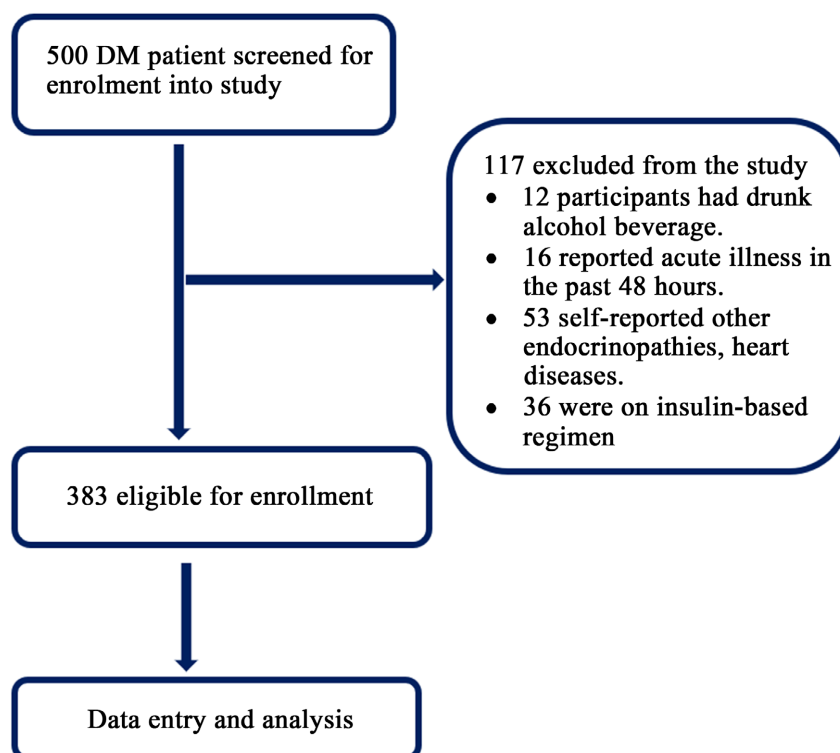 500 DM patient screened for
enrolment into study
117 excluded from the study
• 12 participants had drunk
alcohol beverage.
• 16 reported acute illness in
the past 48 hours.
• 53 self-reported other
endocrinopathies, heart
diseases.
• 36 were on insulin-based
regimen
383 eligible for enrollment
Data entry and analysis